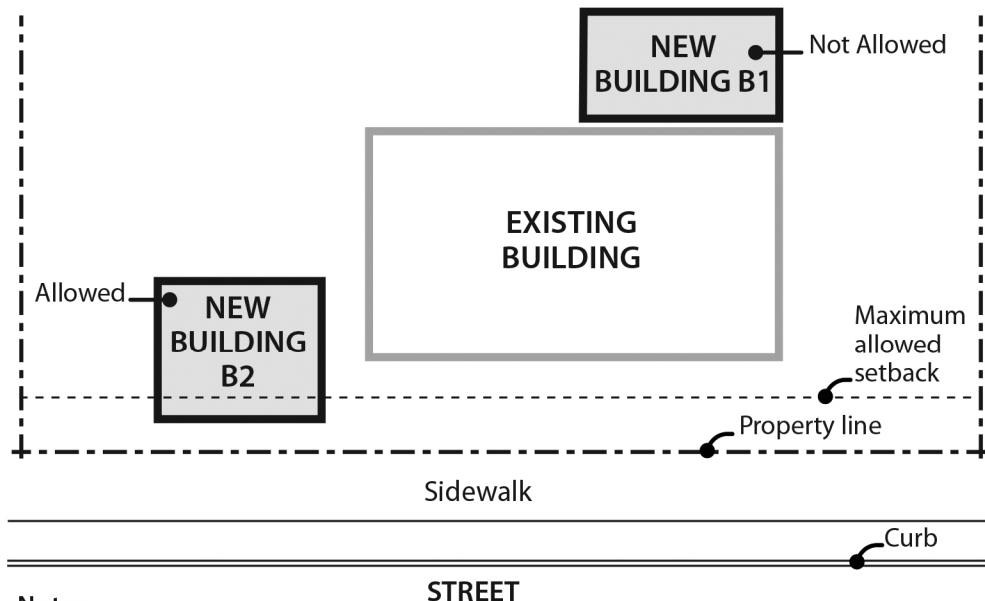 NEW
BUILDING B1
Not Allowed
EXISTING
BUILDING
Allowed
NEW
BUILDING
B2
Maximum
allowed
setback
Property line
Sidewalk
Curb
STREET